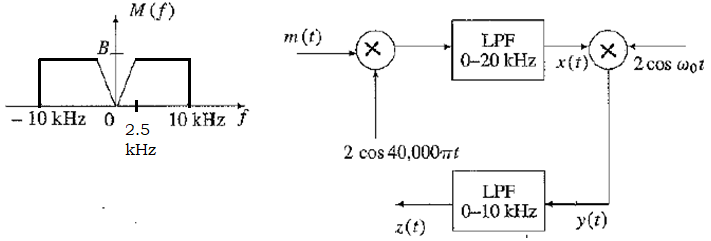 M (f)
B
– 10 kHz 0 2.5 kHz 10 kHz f
m (t)
×
LPF
0–20 kHz
x(t)
×
2 cos ω₀t
2 cos 40,000πt
LPF
0–10 kHz
z(t)
y(t)